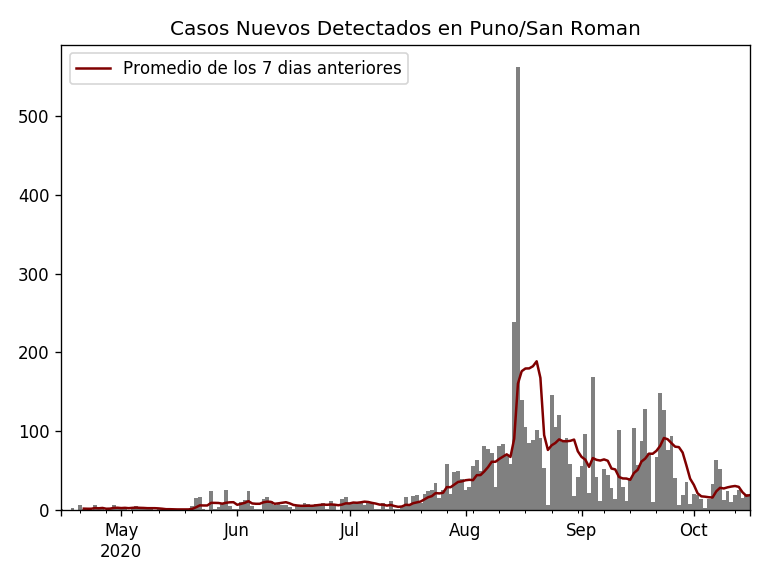 Casos Nuevos Detectados en Puno/San Roman
Promedio de los 7 dias anteriores
500
400
300
200
100
0
May Jun Jul Aug Sep Oct
2020